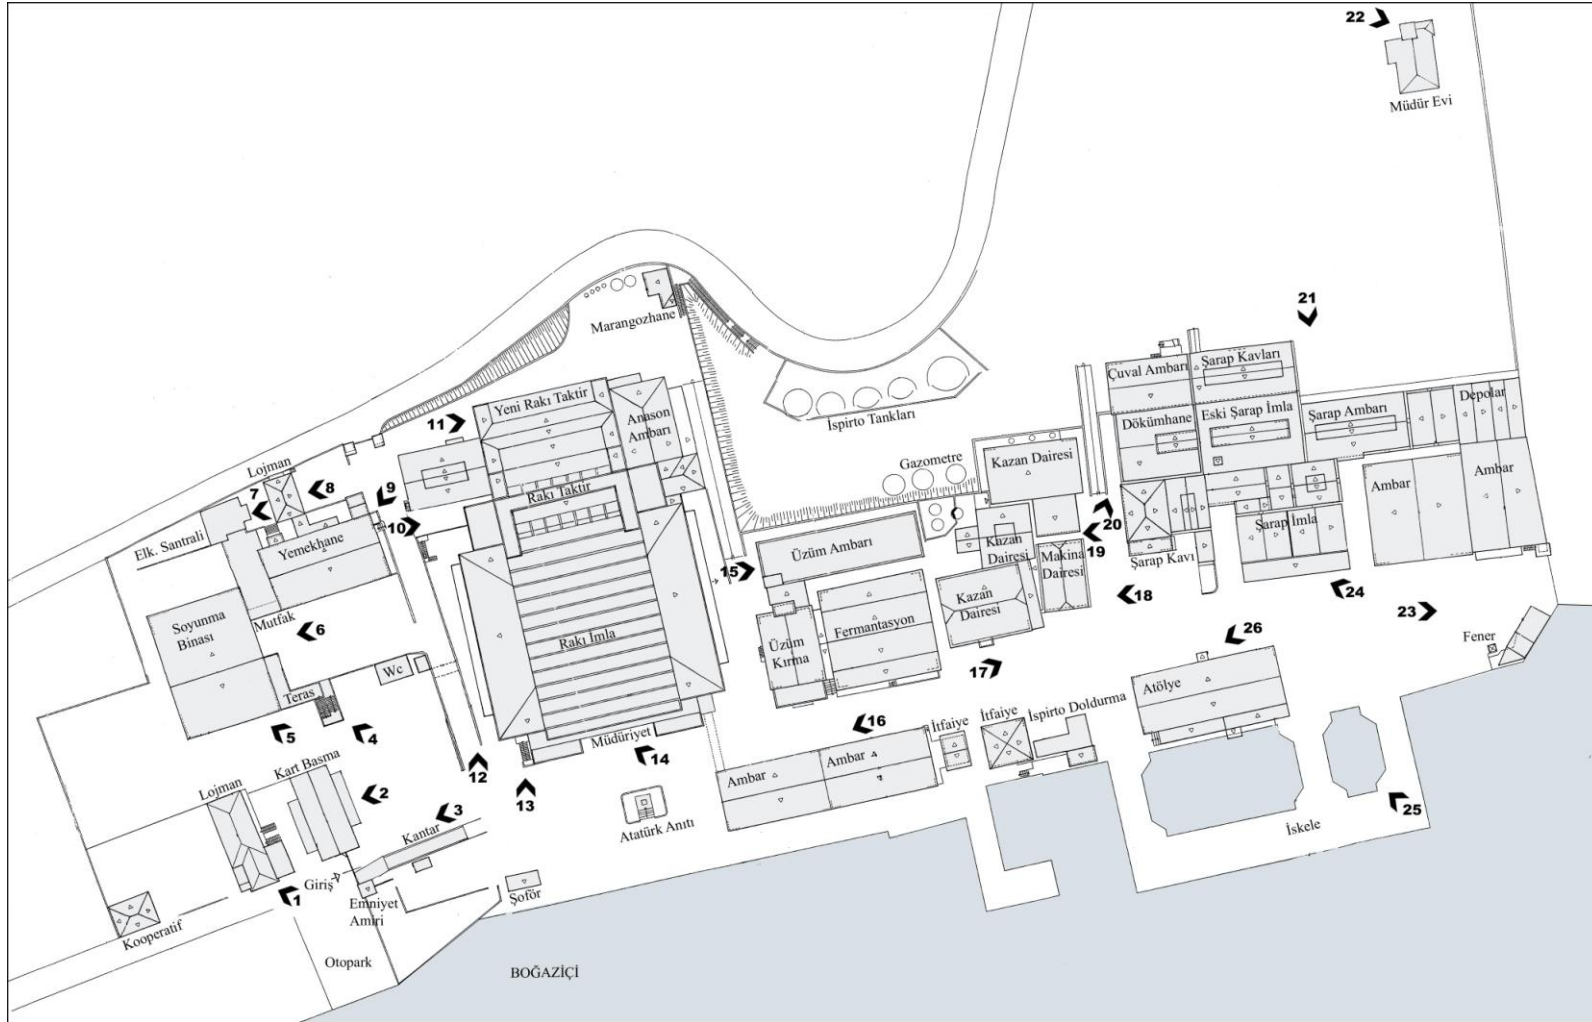 22
Müdür Evi
21
Marangozhane
İspirto Tankları
Çuval Ambarı
Şarap Kavları
Yeni Rakı Taktir
Anason
Ambarı
11
Dökümhane
Eski Şarap İmla
Şarap Ambarı
Depolar
Gazometre
Kazan Dairesi
Lojman
7
8
9
10
Rakı Taktir
Ambar
Ambar
Elk. Santrali
Yemekhane
20
19
Şarap İmla
Üzüm Ambarı
Kazan
Dairesi
Makina
Dairesi
Şarap Kavı
15
18
24
23
Soyunma
Binası
Mutfak
6
Rakı İmla
Üzüm
Kırma
Fermantasyon
Kazan
Dairesi
26
Fener
Wc
17
Teras
Atölye
5
4
Müdüriyet
14
16
İtfaiye
İtfaiye
İspirto Doldurma
12
13
Kart Basma
Lojman
2
3
Kantar
Ambar
Ambar
Atatürk Anıtı
25
İskele
Giriş
1
Emniyet
Amiri
Şoför
Kooperatif
Otopark
BOĞAZİÇİ